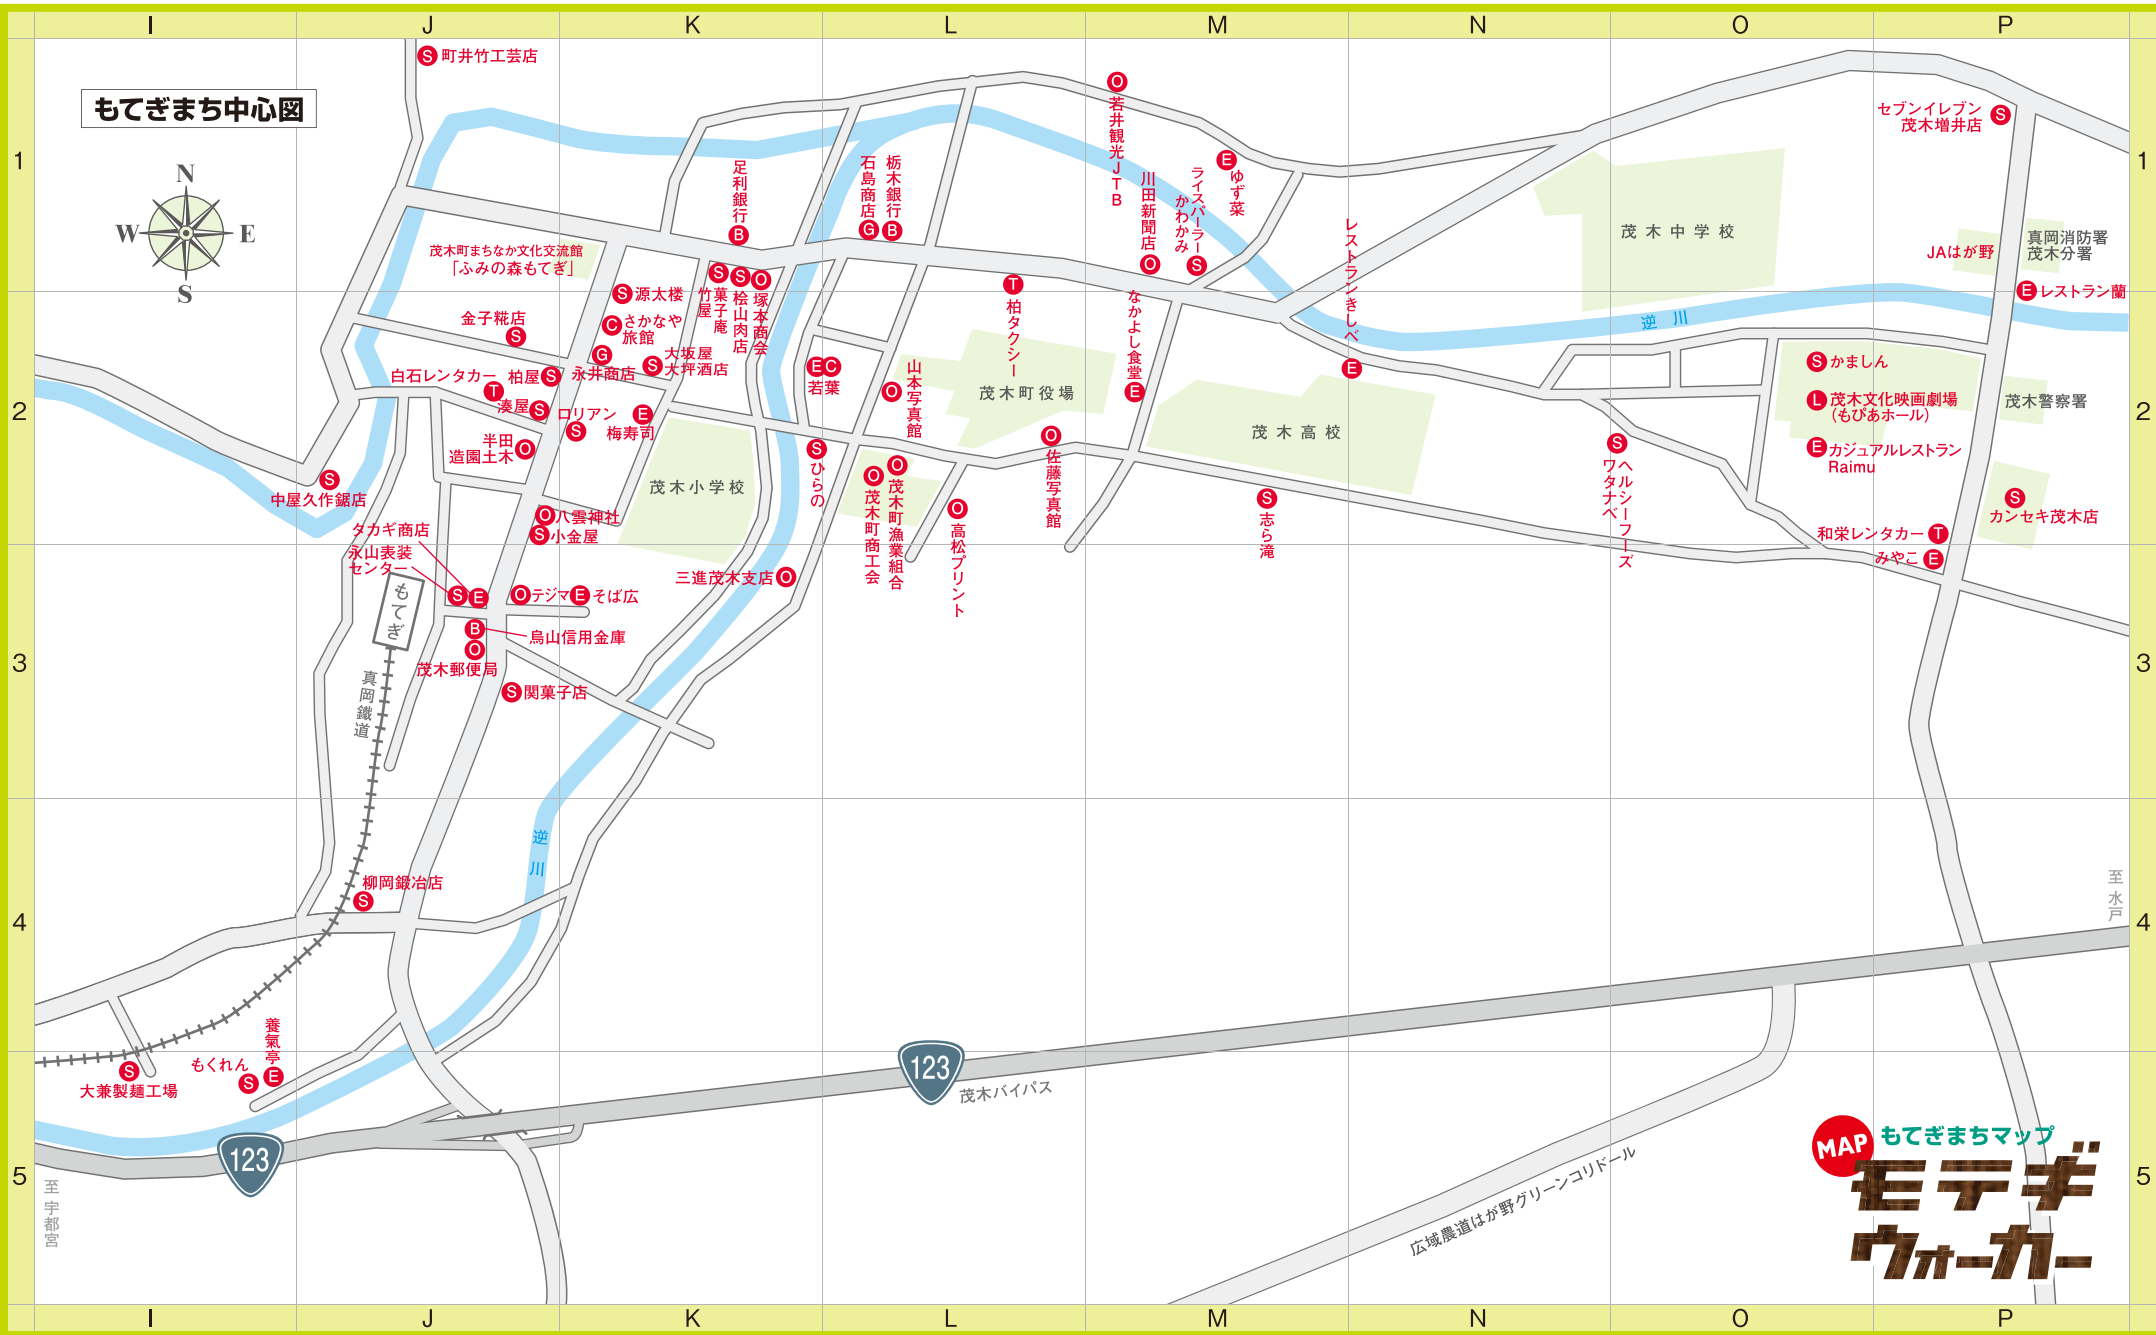 I J K L M N O P
もてぎまち中心図
N
W E
S
1
2
3
4
5
1
2
3
4
5
S 町井竹工芸店
茂木町まちなか文化交流館
「ふみの森もてぎ」
足利銀行 B
石島商店 G
栃木銀行 B
O 若井観光JTB
川田新聞店 O
ライスパーラー
かわかみ S
E ゆず菜
レストランきしべ E
茂木中学校
セブンイレブン S
茂木増井店
JAはが野
真岡消防署
茂木分署
E レストラン蘭
S 源太楼
C さかなや
旅館
G
永井商店
S 大坂屋
大坪酒店
S 菓子庵
竹屋
S 桧山肉店
O 塚本商会
金子糀店
S
白石レンタカー
T
柏屋 S
湊屋 S
ロリアン
S
E
梅寿司
半田
造園土木 O
中屋久作鋸店
S
E C
若葉
山本写真館
O
T 柏タクシー
茂木町役場
なかよし食堂
E
茂木高校
逆川
S かましん
L 茂木文化映画劇場
(もぴあホール)
E カジュアルレストラン
Raimu
茂木警察署
S
カンセキ茂木店
和栄レンタカー T
みやこ E
S ヘルシーフーズ
ワタナベ
茂木小学校
S ひらの
O 茂木町商工会
O 茂木町漁業組合
O 高松プリント
O 佐藤写真館
S 志ら滝
O 八雲神社
S 小金屋
タカギ商店
永山表装
センター
S E
O テジマ
E そば広
三進茂木支店 O
もてぎ
真岡鐵道
B 烏山信用金庫
O
茂木郵便局
S 関菓子店
逆川
柳岡鍛冶店
S
至水戸
S
大兼製麺工場
もくれん
S
養氣亭
E
123
123
茂木バイパス
至宇都宮
広域農道はが野グリーンコリドール
MAP もてぎまちマップ
モテギ
ウォーカー
I J K L M N O P